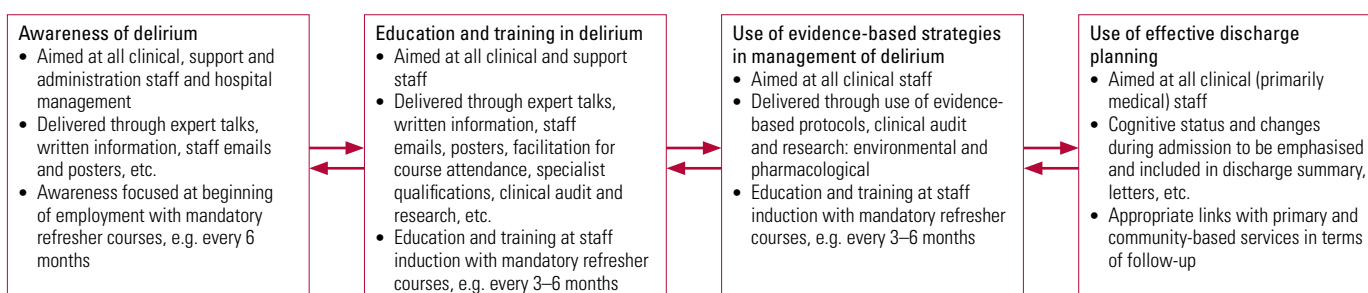 Awareness of delirium
• Aimed at all clinical, support and
administration staff and hospital
management
• Delivered through expert talks,
written information, staff emails
and posters, etc.
• Awareness focused at beginning
of employment with mandatory
refresher courses, e.g. every 6
months
Education and training in delirium
• Aimed at all clinical and support
staff
• Delivered through expert talks,
written information, staff
emails, posters, facilitation for
course attendance, specialist
qualifications, clinical audit and
research, etc.
• Education and training at staff
induction with mandatory refresher
courses, e.g. every 3–6 months
Use of evidence-based strategies
in management of delirium
• Aimed at all clinical staff
• Delivered through use of evidence-
based protocols, clinical audit
and research: environmental and
pharmacological
• Education and training at staff
induction with mandatory refresher
courses, e.g. every 3–6 months
Use of effective discharge
planning
• Aimed at all clinical (primarily
medical) staff
• Cognitive status and changes
during admission to be emphasised
and included in discharge summary,
letters, etc.
• Appropriate links with primary and
community-based services in terms
of follow-up